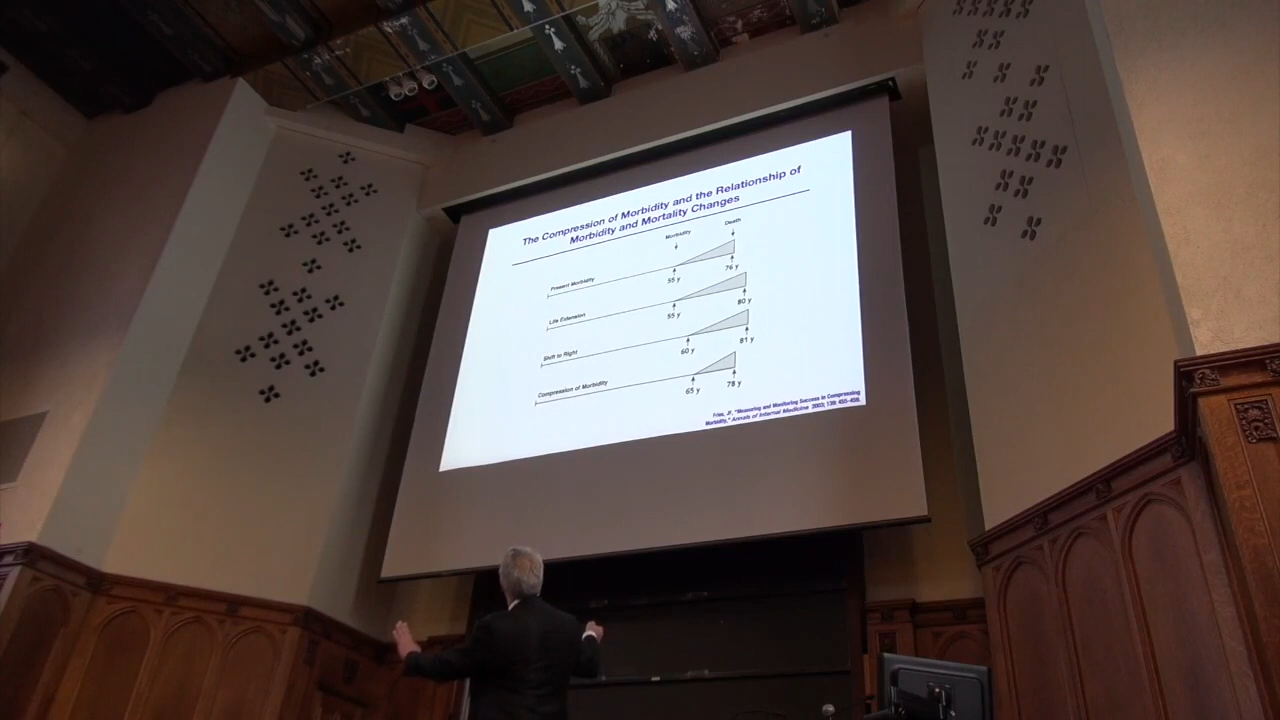 The Compression of Morbidity and the Relationship of
Morbidity and Mortality Changes
Morbidity
Death
Present Morbidity
55 y
76 y
Life Extension
55 y
80 y
Shift to Right
60 y
81 y
Compression of Morbidity
65 y
78 y
Fries, JF, "Measuring and Monitoring Success in Compressing
Morbidity," Annals of Internal Medicine 2003; 139: 455-459.